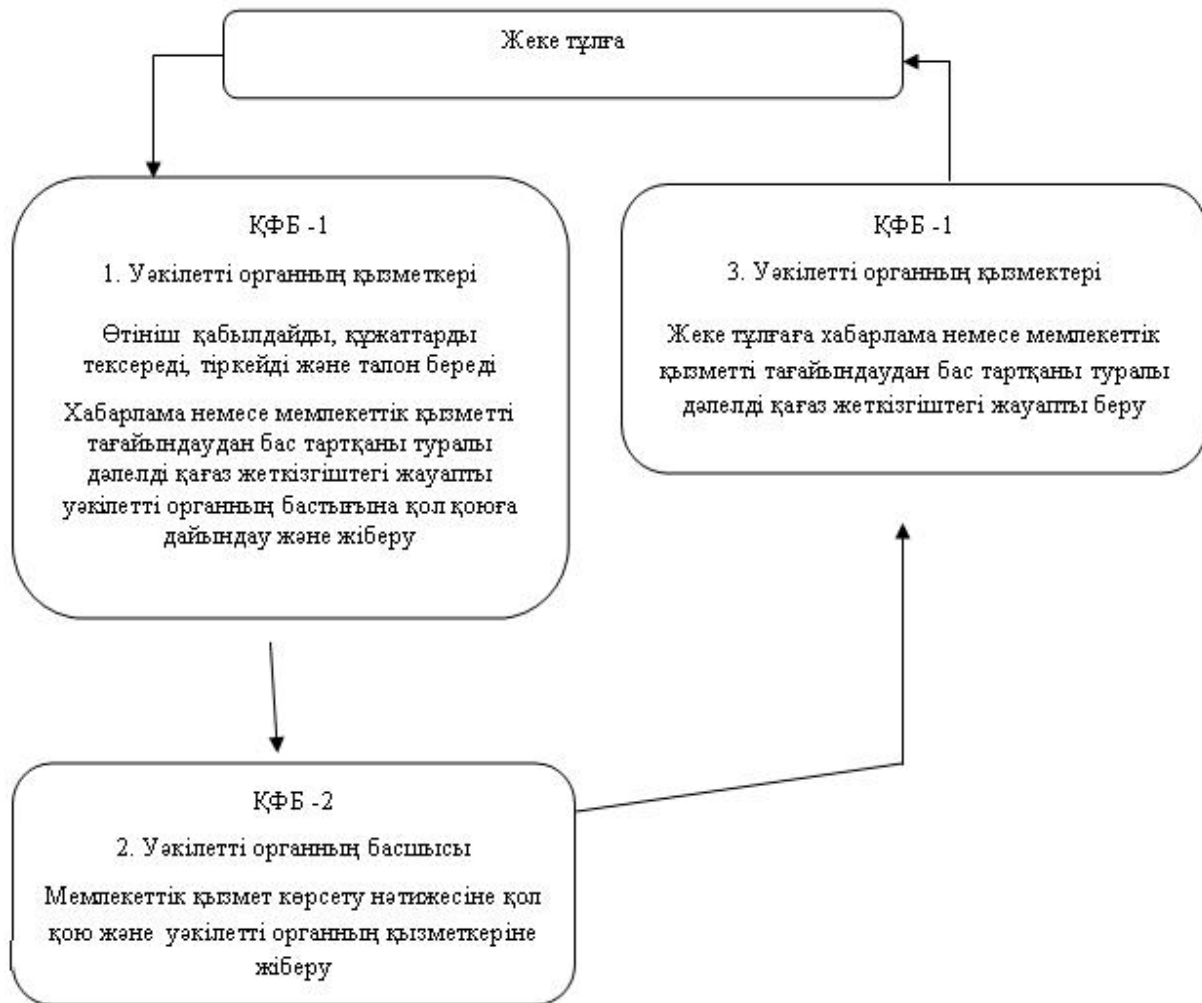 Жеке тұлға
ҚФБ -1
1. Уәкілетті органның қызметкері
Өтініш қабылдайды, құжаттарды
тексереді, тіркейді және талон береді
Хабарлама немесе мемлекеттік қызметті
тағайындаудан бас тартқаны туралы
дәлелді қағаз жеткізгіштегі жауапты
уәкілетті органның бастығына қол қоюға
дайындау және жіберу
ҚФБ -1
3. Уәкілетті органның қызмектері
Жеке тұлғаға хабарлама немесе мемлекеттік
қызметті тағайындаудан бас тартқаны туралы
дәлелді қағаз жеткізгіштегі жауапты беру
ҚФБ -2
2. Уәкілетті органның басшысы
Мемлекеттік қызмет көрсету нәтижесіне қол
қою және уәкілетті органның қызметкеріне
жіберу